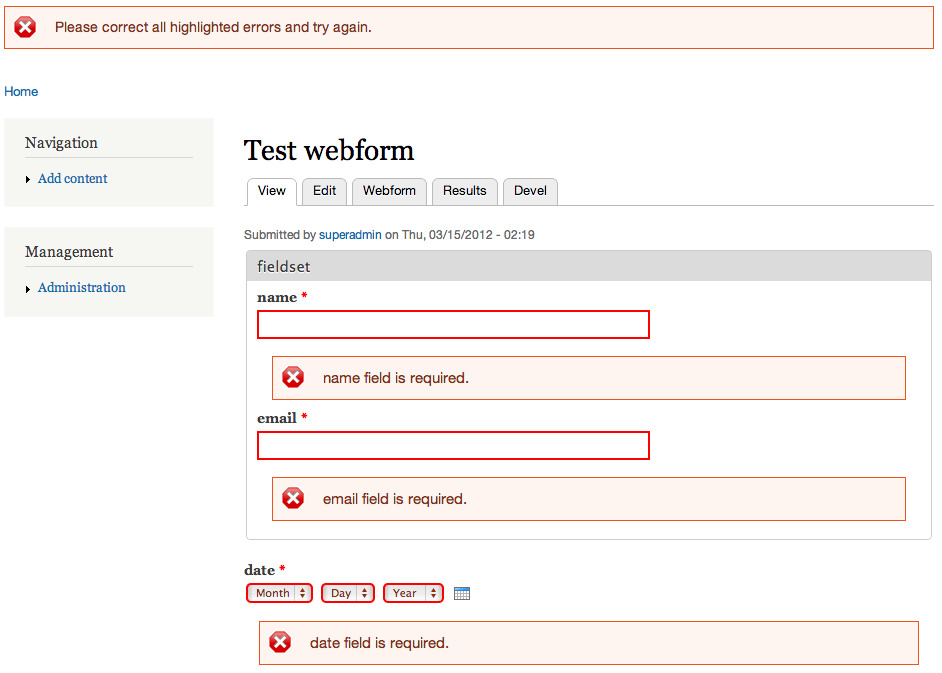 Please correct all highlighted errors and try again.
Home
Navigation
Add content
Management
Administration
Test webform
View Edit Webform Results Devel
Submitted by superadmin on Thu, 03/15/2012 - 02:19
fieldset
name *
name field is required.
email *
email field is required.
date *
Month Day Year
date field is required.